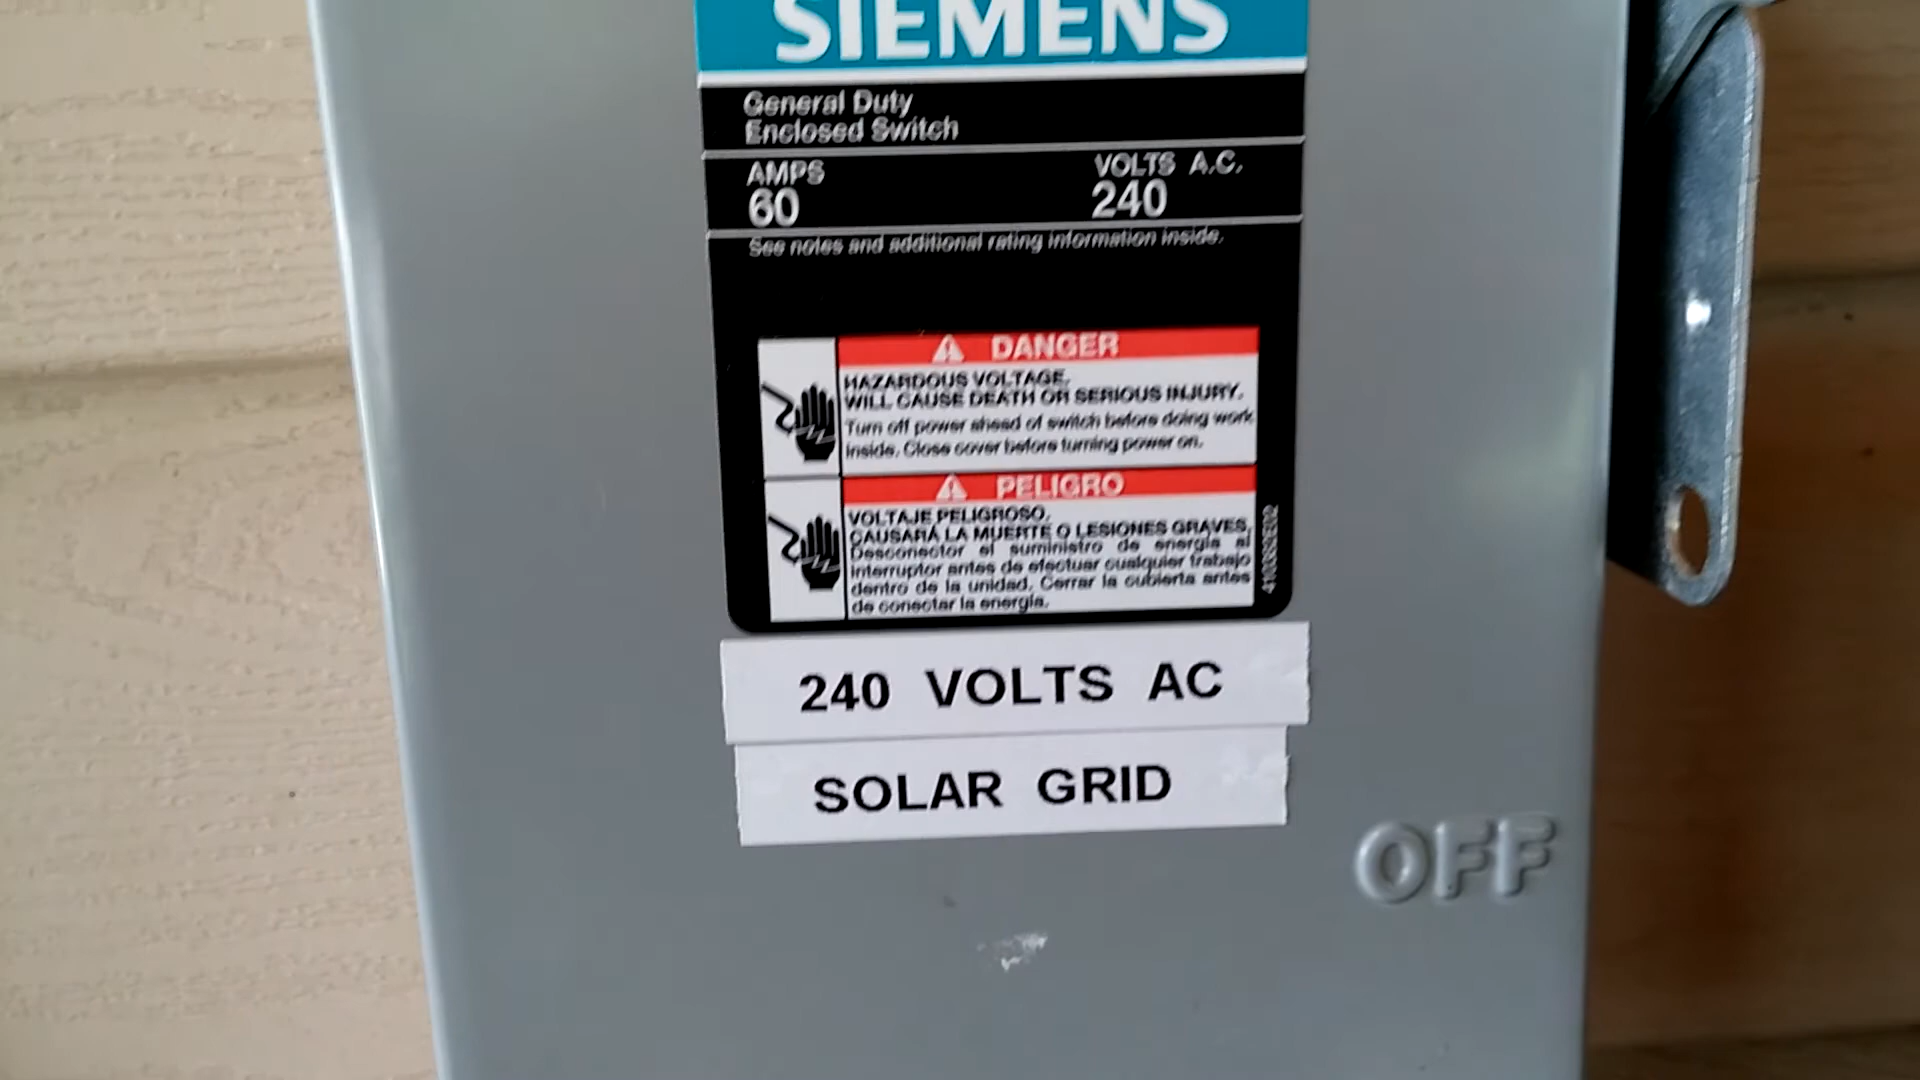 SIEMENS
General Duty
Enclosed Switch
AMPS VOLTS A.C.
60 240
See notes and additional rating information inside.
DANGER
HAZARDOUS VOLTAGE.
WILL CAUSE DEATH OR SERIOUS INJURY.
Turn off power ahead of switch before doing work
inside. Close cover before turning power on.
PELIGRO
VOLTAJE PELIGROSO.
CAUSARÁ LA MUERTE O LESIONES GRAVES.
Desconector el suministro de energía al
interruptor antes de efectuar cualquier trabajo
dentro de la unidad. Cerrar la cubierta antes
de conectar la energía.
240 VOLTS AC
SOLAR GRID
OFF